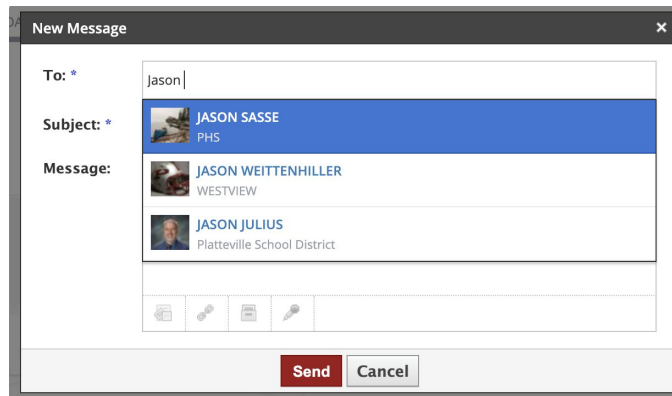 DA
New Message ×
To: *
Jason
Subject: *
JASON SASSE
PHS
Message:
JASON WEITTENHILLER
WESTVIEW
JASON JULIUS
Platteville School District
Send Cancel